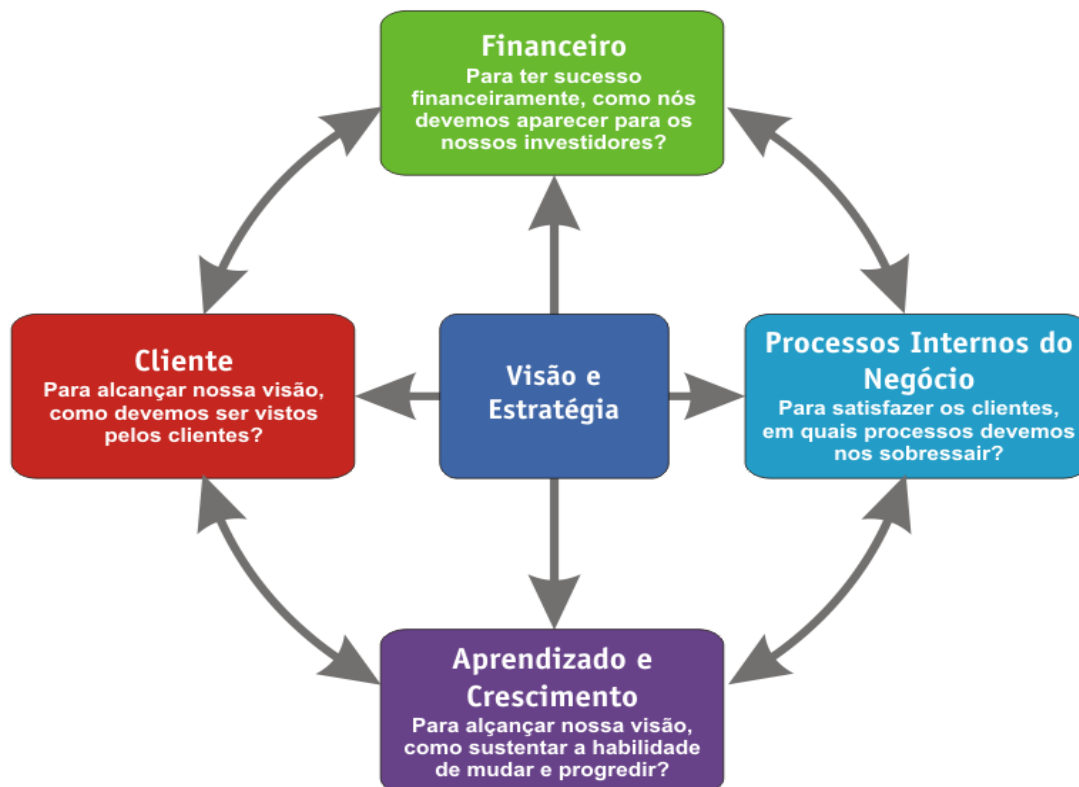 Financeiro
Para ter sucesso
financeiramente, como nós
devemos aparecer para os
nossos investidores?
Cliente
Para alcançar nossa visão,
como devemos ser vistos
pelos clientes?
Visão e
Estratégia
Processos Internos do
Negócio
Para satisfazer os clientes,
em quais processos devemos
nos sobressair?
Aprendizado e
Crescimento
Para alçançar nossa visão,
como sustentar a habilidade
de mudar e progredir?